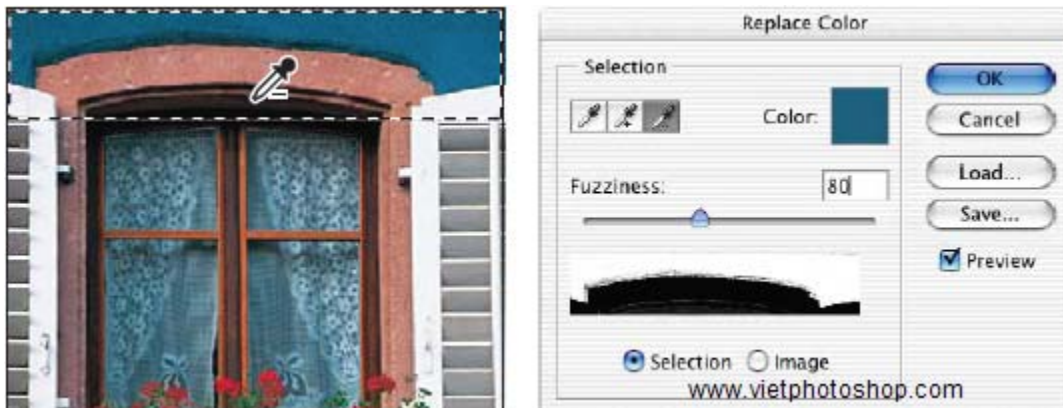 Replace Color
Selection
Color:
Fuzziness:
80
Selection
Image
OK
Cancel
Load...
Save...
Preview
www.vietphotoshop.com